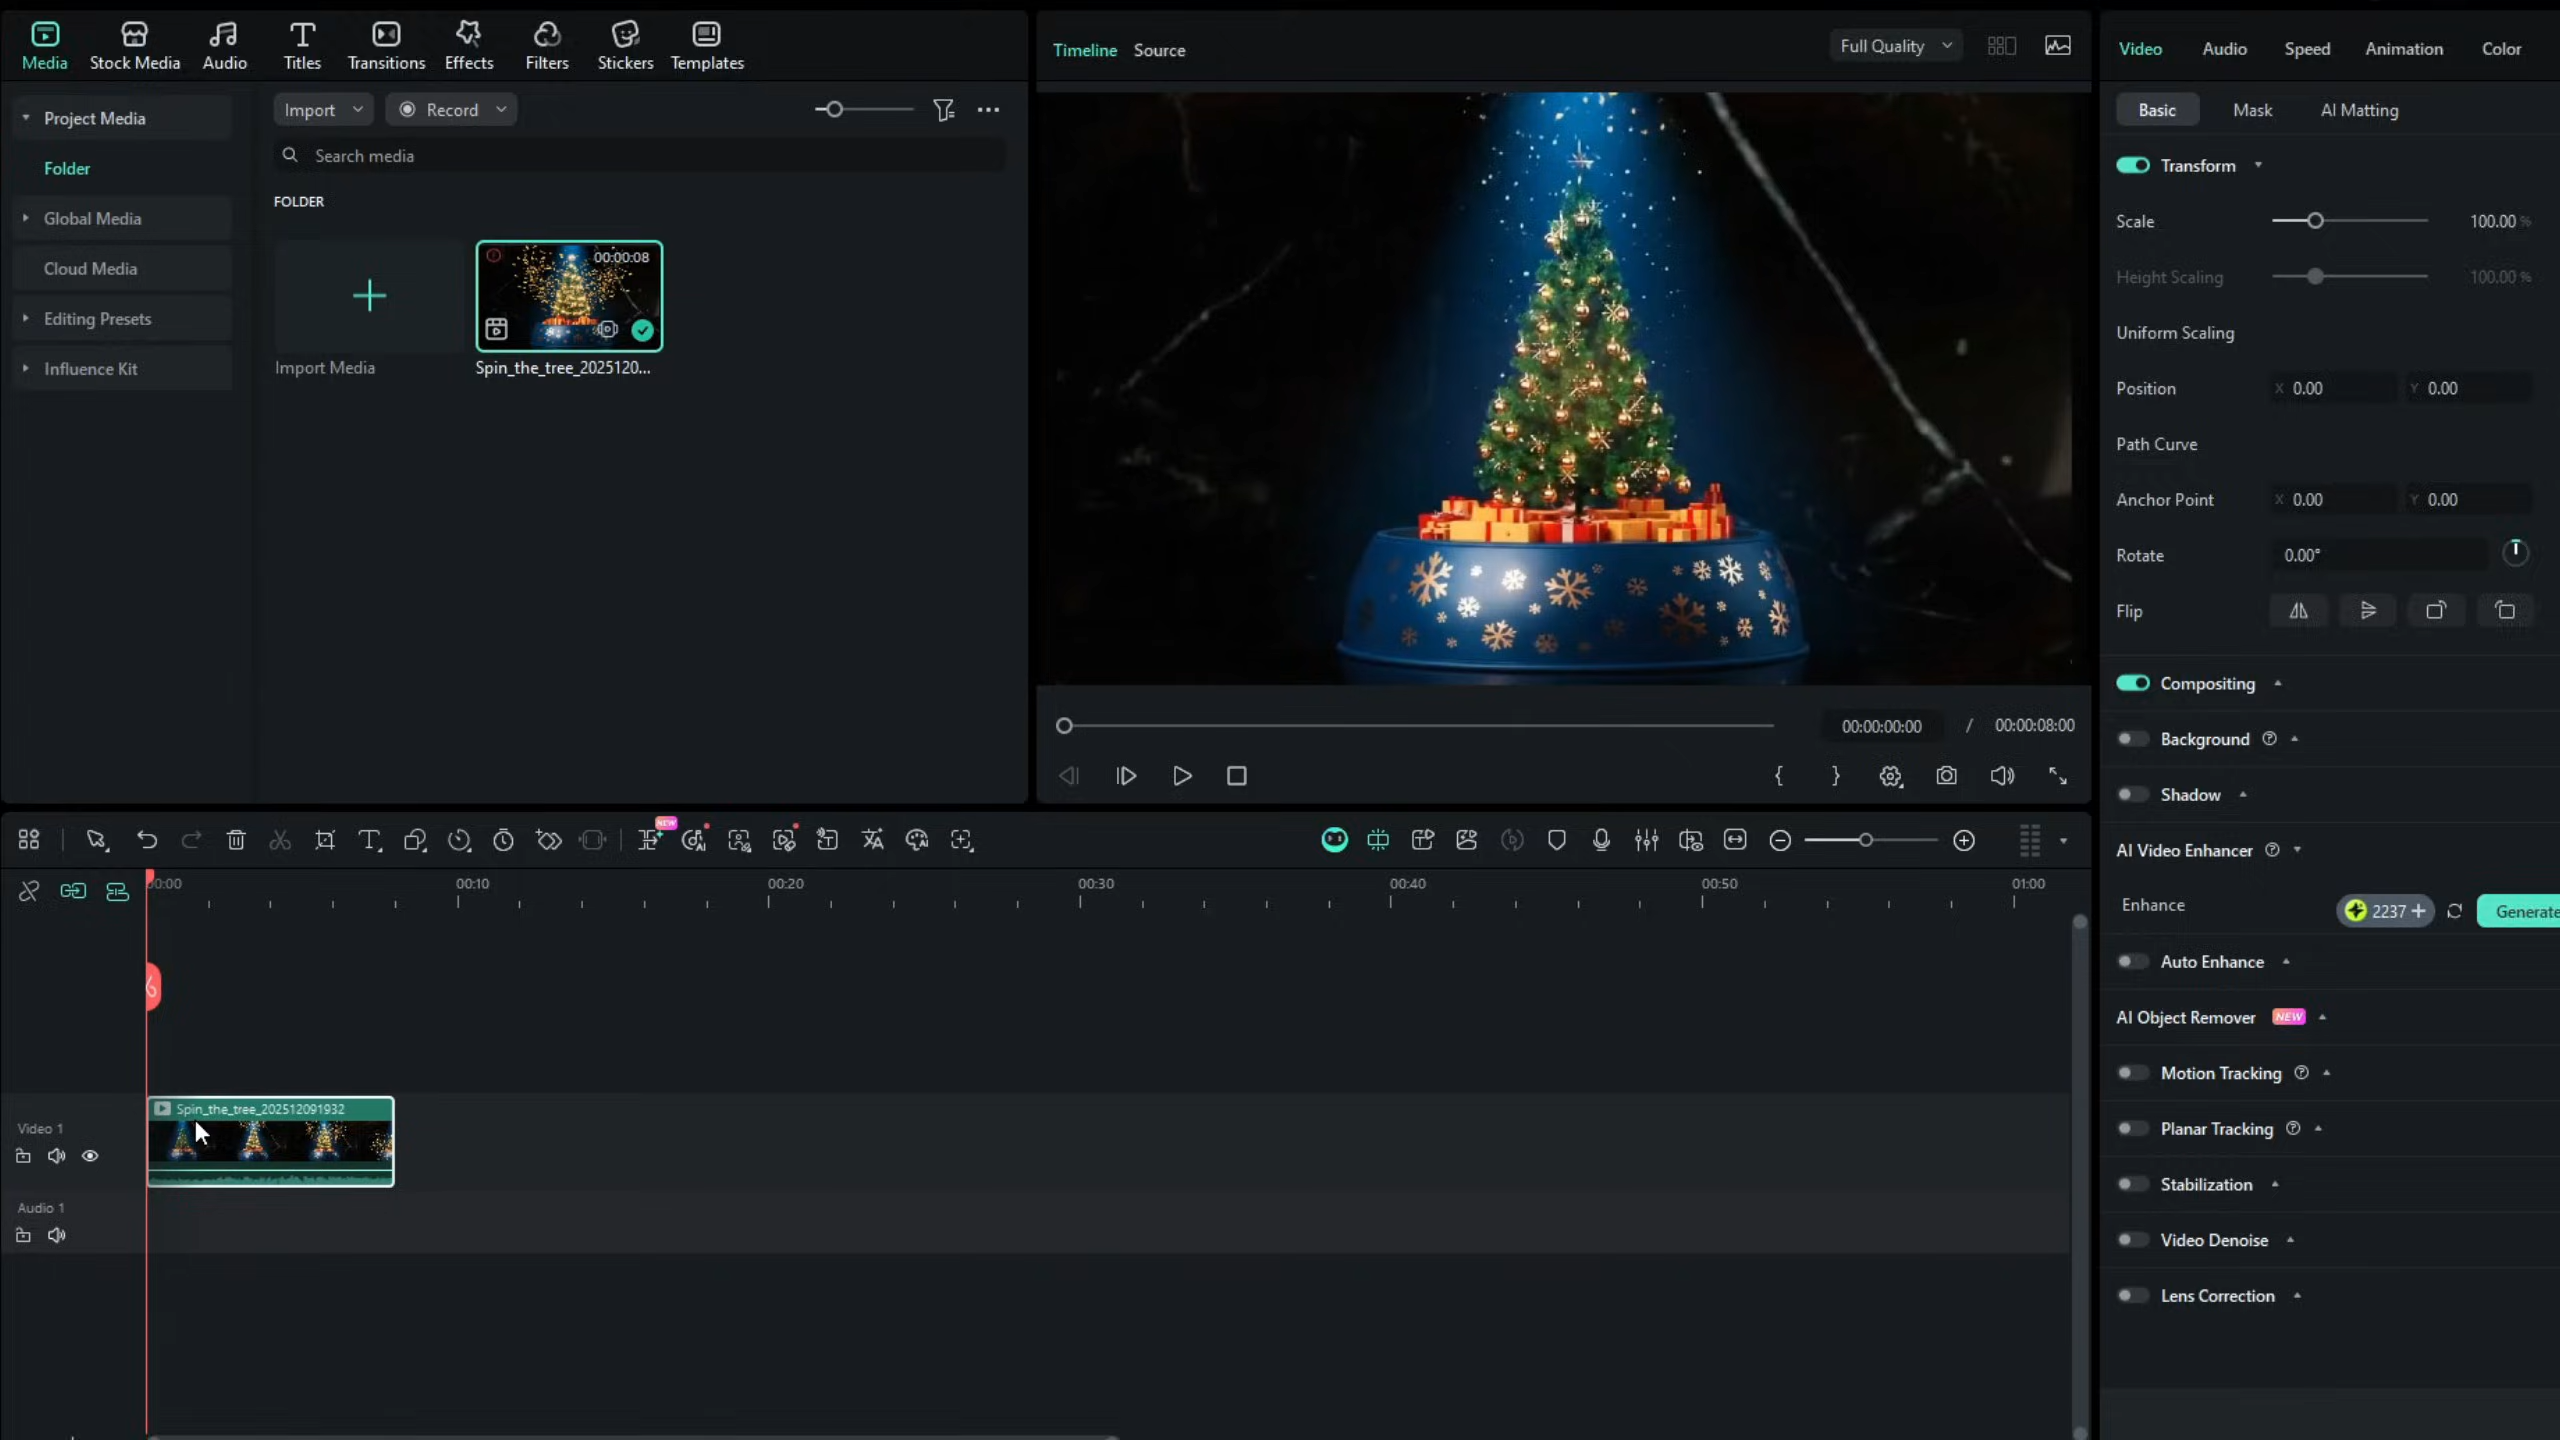 Media
Stock Media
Audio
Titles
Transitions
Effects
Filters
Stickers
Templates
Project Media
Folder
Global Media
Cloud Media
Editing Presets
Influence Kit
Import
Record
Search media
FOLDER
Import Media
00:00:08
Spin_the_tree_2025120...
Timeline Source
Full Quality
00:00:00:00 / 00:00:08:00
Video Audio Speed Animation Color
Basic Mask AI Matting
Transform
Scale 100.00 %
Height Scaling 100.00 %
Uniform Scaling
Position X 0.00 Y 0.00
Path Curve
Anchor Point X 0.00 Y 0.00
Rotate 0.00°
Flip
Compositing
Background
Shadow
AI Video Enhancer
Enhance 2237 Generate
Auto Enhance
AI Object Remover NEW
Motion Tracking
Planar Tracking
Stabilization
Video Denoise
Lens Correction
NEW
00:00 00:10 00:20 00:30 00:40 00:50 01:00
Spin_the_tree_202512091932
Video 1
Audio 1